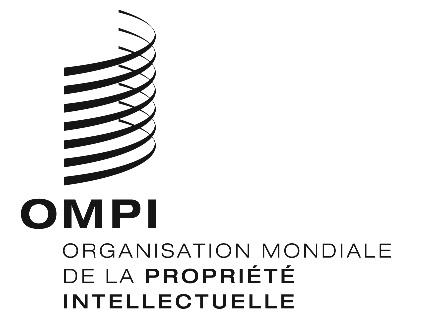 OMPI
ORGANISATION MONDIALE
DE LA PROPRIÉTÉ
INTELLECTUELLE